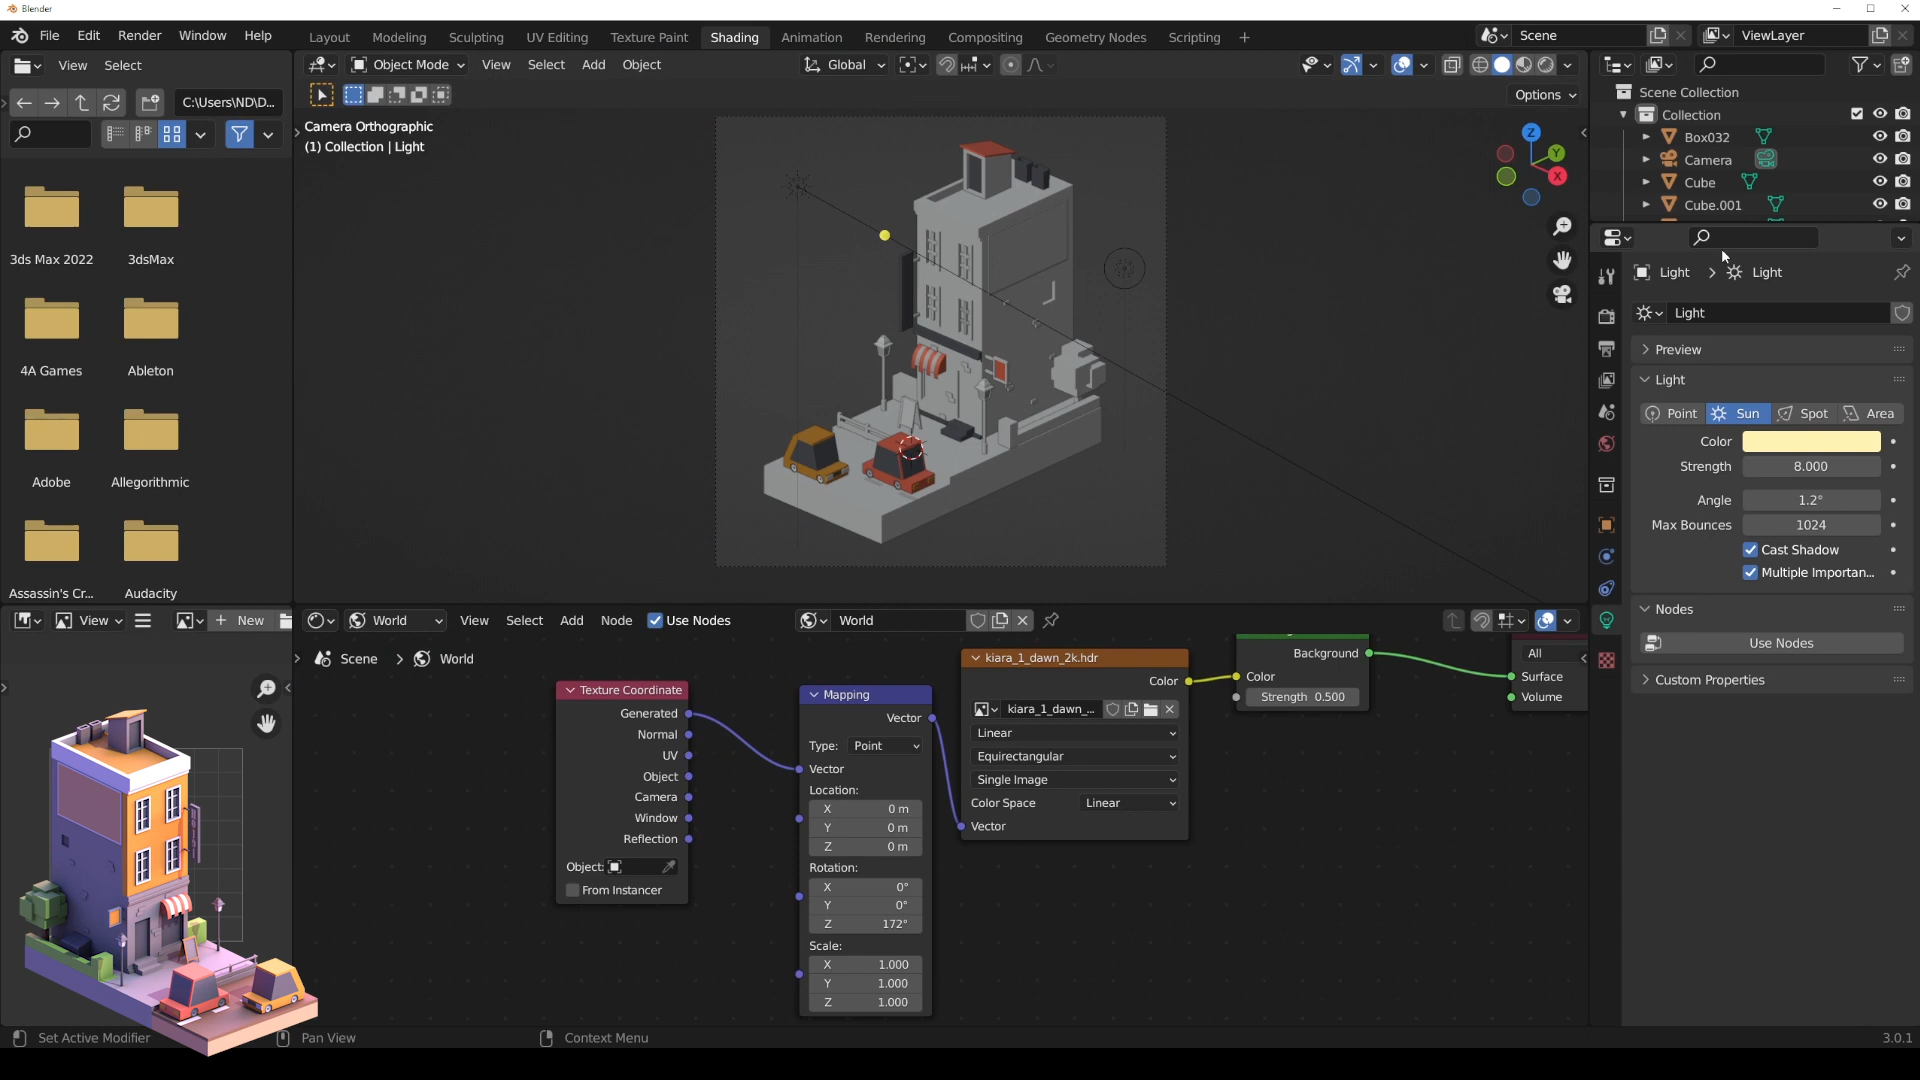 Blender
File Edit Render Window Help
Layout Modeling Sculpting UV Editing Texture Paint Shading Animation Rendering Compositing Geometry Nodes Scripting +
Scene
ViewLayer
View Select
Object Mode View Select Add Object
Global
C:\Users\ND\D...
Options
Camera Orthographic
(1) Collection | Light
Z
Y
X
3ds Max 2022 3dsMax
4A Games Ableton
Adobe Allegorithmic
Assassin's Cr... Audacity
Scene Collection
Collection
Box032
Camera
Cube
Cube.001
Light > Light
Light
Preview
Light
Point Sun Spot Area
Color
Strength 8.000
Angle 1.2°
Max Bounces 1024
Cast Shadow
Multiple Importan...
Nodes
Use Nodes
Custom Properties
View + New
World View Select Add Node Use Nodes World
Scene > World
Texture Coordinate
Generated
Normal
UV
Object
Camera
Window
Reflection
Object:
From Instancer
Mapping
Vector
Type: Point
Vector
Location:
X 0 m
Y 0 m
Z 0 m
Rotation:
X 0°
Y 0°
Z 172°
Scale:
X 1.000
Y 1.000
Z 1.000
kiara_1_dawn_2k.hdr
Color
kiara_1_dawn_...
Linear
Equirectangular
Single Image
Color Space Linear
Vector
Background
Color
Strength 0.500
All
Surface
Volume
Set Active Modifier Pan View Context Menu 3.0.1